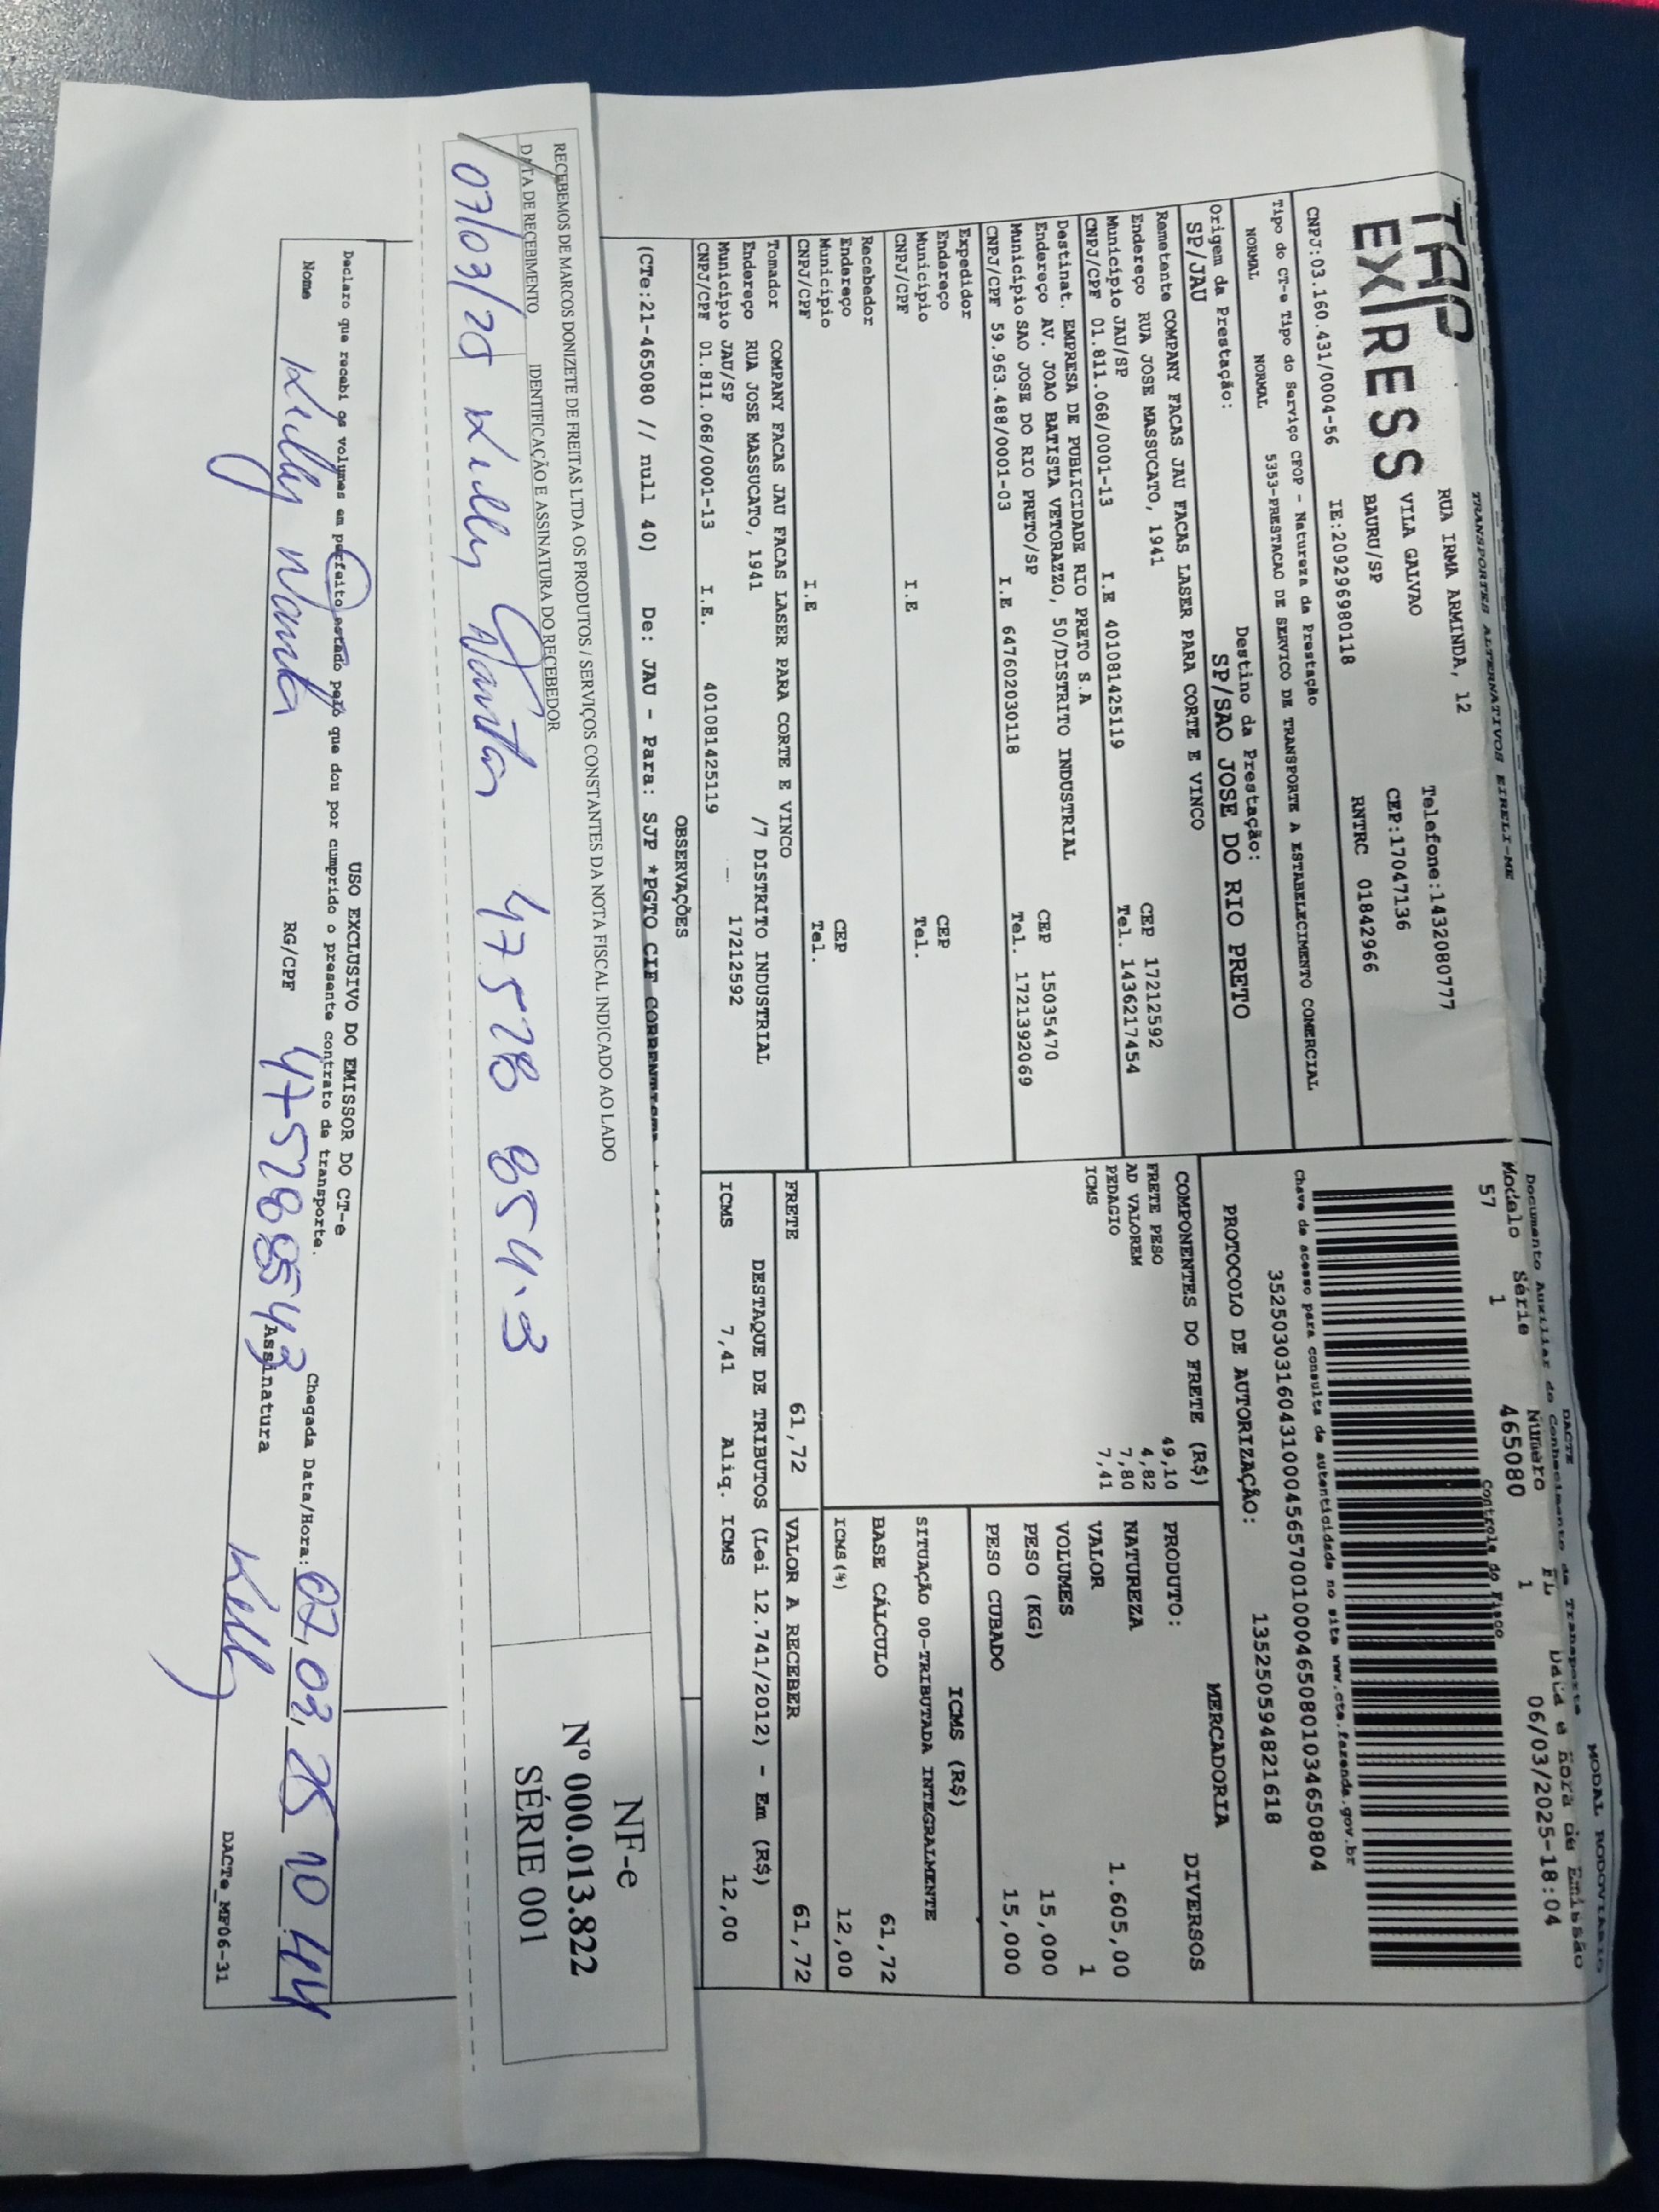 TAP
EXPRESS
TRANSPORTES ALTERNATIVOS EIRELI-ME
RUA IRMA ARMINDA, 12
Telefone:1432080777
VILA GALVAO
CEP:17047136
BAURU/SP
RNTRC 01842966
CNPJ:03.160.431/0004-56
IE:209296980118
MODAL RODOVIARIO
DACTE
Documento Auxiliar do Conhecimento de Transporte
Modelo Série Número FL Data e Hora de Emissão
57 1 465080 1 06/03/2025-18:04
Controle do Fisco
Chave de acesso para consulta de autenticidade no site www.cte.fazenda.gov.br
35250303160431000456570010004650801034650804
PROTOCOLO DE AUTORIZAÇÃO: 135250594821618
Tipo do CT-e Tipo do Serviço CFOP - Natureza da Prestação
NORMAL NORMAL 5353-PRESTACAO DE SERVICO DE TRANSPORTE A ESTABELECIMENTO COMERCIAL
Origem da Prestação: Destino da Prestação:
SP/JAU SP/SAO JOSE DO RIO PRETO
Remetente COMPANY FACAS JAU FACAS LASER PARA CORTE E VINCO
Endereço RUA JOSE MASSUCATO, 1941 CEP 17212592
Município JAU/SP Tel. 1436217454
CNPJ/CPF 01.811.068/0001-13 I.E 401081425119
Destinat. EMPRESA DE PUBLICIDADE RIO PRETO S.A
Endereço AV. JOAO BATISTA VETORAZZO, 50/DISTRITO INDUSTRIAL CEP 15035470
Município SAO JOSE DO RIO PRETO/SP Tel. 1721392069
CNPJ/CPF 59.963.488/0001-03 I.E 647602030118
Expedidor
Endereço CEP
Município Tel.
CNPJ/CPF I.E
Recebedor
Endereço CEP
Município Tel.
CNPJ/CPF I.E
Tomador COMPANY FACAS JAU FACAS LASER PARA CORTE E VINCO
Endereço RUA JOSE MASSUCATO, 1941 /7 DISTRITO INDUSTRIAL
Município JAU/SP 17212592
CNPJ/CPF 01.811.068/0001-13 I.E. 401081425119
COMPONENTES DO FRETE (R$)
FRETE PESO 49,10
AD VALOREM 4,82
PEDAGIO 7,80
ICMS 7,41
MERCADORIA
PRODUTO: DIVERSOS
NATUREZA
VALOR 1.605,00
VOLUMES 1
PESO (KG) 15,000
PESO CUBADO 15,000
ICMS (R$)
SITUAÇÃO 00-TRIBUTADA INTEGRALMENTE
BASE CÁLCULO 61,72
ICMS(%) 12,00
FRETE 61,72 VALOR A RECEBER 61,72
DESTAQUE DE TRIBUTOS (Lei 12.741/2012) - Em (R$)
ICMS 7,41 Aliq. ICMS 12,00
OBSERVAÇÕES
(CTe:21-465080 // null 40) De: JAU - Para: SJP *PGTO CIF CORRENTISTA
RECEBEMOS DE MARCOS DONIZETE DE FREITAS LTDA OS PRODUTOS / SERVIÇOS CONSTANTES DA NOTA FISCAL INDICADO AO LADO
DATA DE RECEBIMENTO IDENTIFICAÇÃO E ASSINATURA DO RECEBEDOR
07/03/25 Kelly 47578 854-3
NF-e
Nº 000.013.822
SÉRIE 001
USO EXCLUSIVO DO EMISSOR DO CT-e
Declaro que recebi os volumes em perfeito estado pelo que dou por cumprido o presente contrato de transporte.
Chegada Data/Hora: 07,03,25 10 44
Nome Kelly RG/CPF 475788543 Assinatura Kelly
DACTe_MF06-31